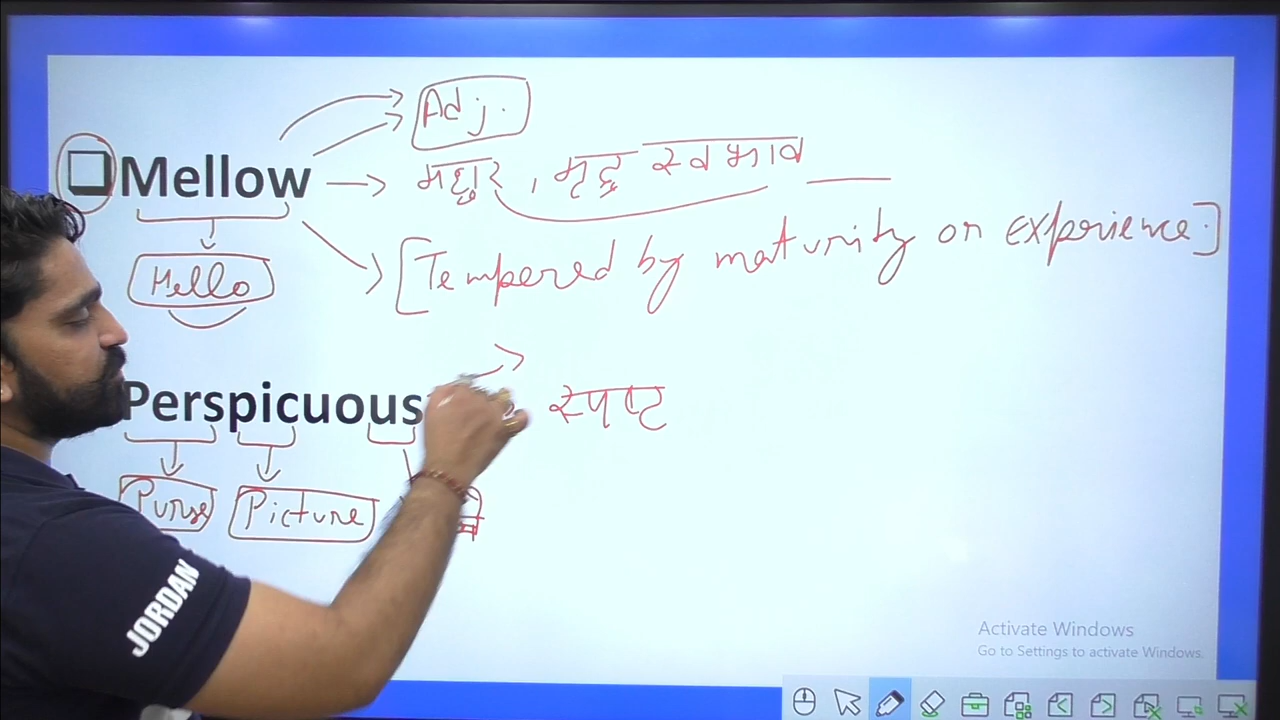 Adj.
Mellow
मधुर, मृदु स्वभाव
Mello
[Tempered by maturity or experience.]
Perspicuous
स्पष्ट
Purse
Picture
JORDAN
Activate Windows
Go to Settings to activate Windows.